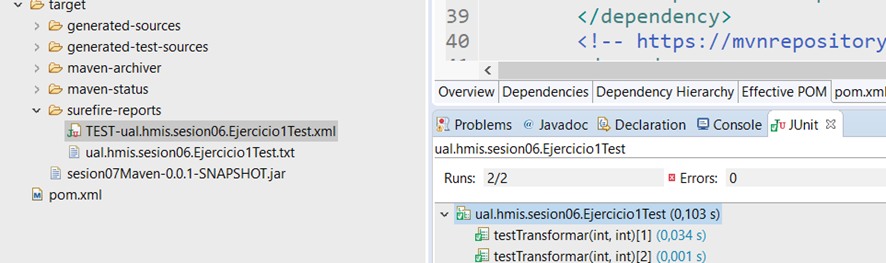 target
generated-sources
generated-test-sources
maven-archiver
maven-status
surefire-reports
TEST-ual.hmis.sesion06.Ejercicio1Test.xml
ual.hmis.sesion06.Ejercicio1Test.txt
sesion07Maven-0.0.1-SNAPSHOT.jar
pom.xml
39 </dependency>
40 <!-- https://mvnrepository
Overview Dependencies Dependency Hierarchy Effective POM pom.xml
Problems @ Javadoc Declaration Console JUnit
ual.hmis.sesion06.Ejercicio1Test
Runs: 2/2 Errors: 0
ual.hmis.sesion06.Ejercicio1Test (0,103 s)
testTransformar(int, int)[1] (0,034 s)
testTransformar(int, int)[2] (0,001 s)